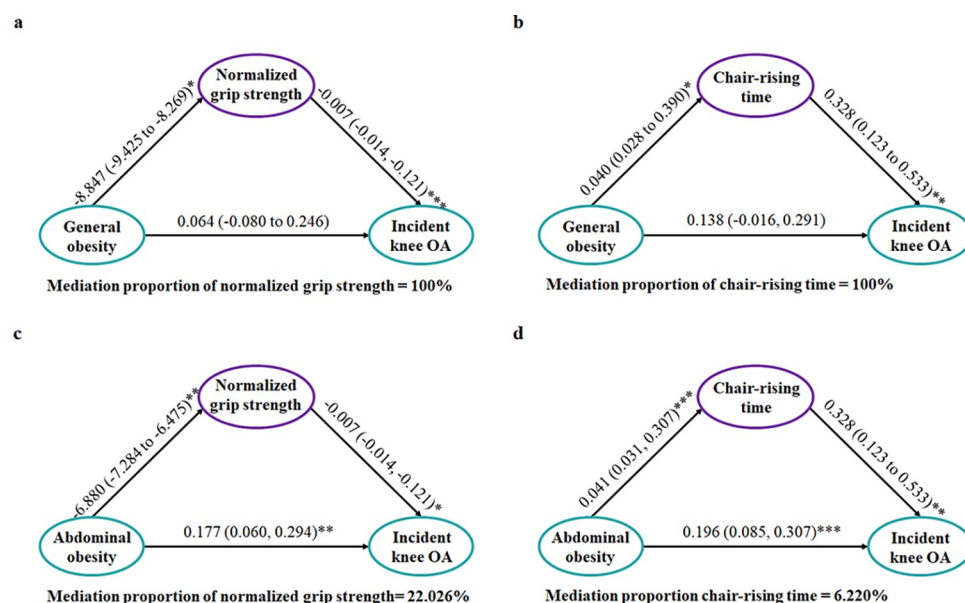 a
Normalized
grip strength
-8.847 (-9.425 to -8.269)*
-0.007 (-0.014, -0.121)***
0.064 (-0.080 to 0.246)
General
obesity
Incident
knee OA
Mediation proportion of normalized grip strength = 100%
b
Chair-rising
time
0.040 (0.028 to 0.390)*
0.328 (0.123 to 0.533)**
0.138 (-0.016, 0.291)
General
obesity
Incident
knee OA
Mediation proportion of chair-rising time = 100%
c
Normalized
grip strength
-6.880 (-7.284 to -6.475)**
-0.007 (-0.014, -0.121)*
0.177 (0.060, 0.294)**
Abdominal
obesity
Incident
knee OA
Mediation proportion of normalized grip strength= 22.026%
d
Chair-rising
time
0.041 (0.031, 0.307)***
0.328 (0.123 to 0.533)**
0.196 (0.085, 0.307)***
Abdominal
obesity
Incident
knee OA
Mediation proportion chair-rising time = 6.220%